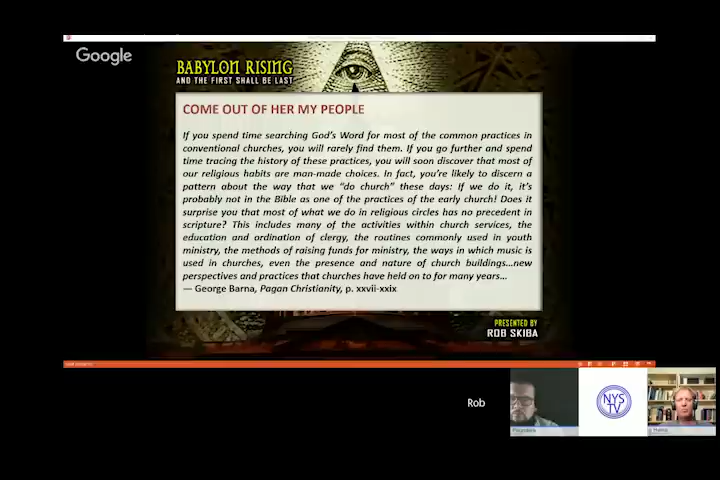 Google
BABYLON RISING
AND THE FIRST SHALL BE LAST
COME OUT OF HER MY PEOPLE
If you spend time searching God's Word for most of the common practices in
conventional churches, you will rarely find them. If you go further and spend
time tracing the history of these practices, you will soon discover that most of
our religious habits are man-made choices. In fact, you're likely to discern a
pattern about the way that we "do church" these days: If we do it, it's
probably not in the Bible as one of the practices of the early church! Does it
surprise you that most of what we do in religious circles has no precedent in
scripture? This includes many of the activities within church services, the
education and ordination of clergy, the routines commonly used in youth
ministry, the methods of raising funds for ministry, the ways in which music is
used in churches, even the presence and nature of church buildings...new
perspectives and practices that churches have held on to for many years...
— George Barna, Pagan Christianity, p. xxvii-xxix
PRESENTED BY
ROB SKIBA
Rob
NYS
TV